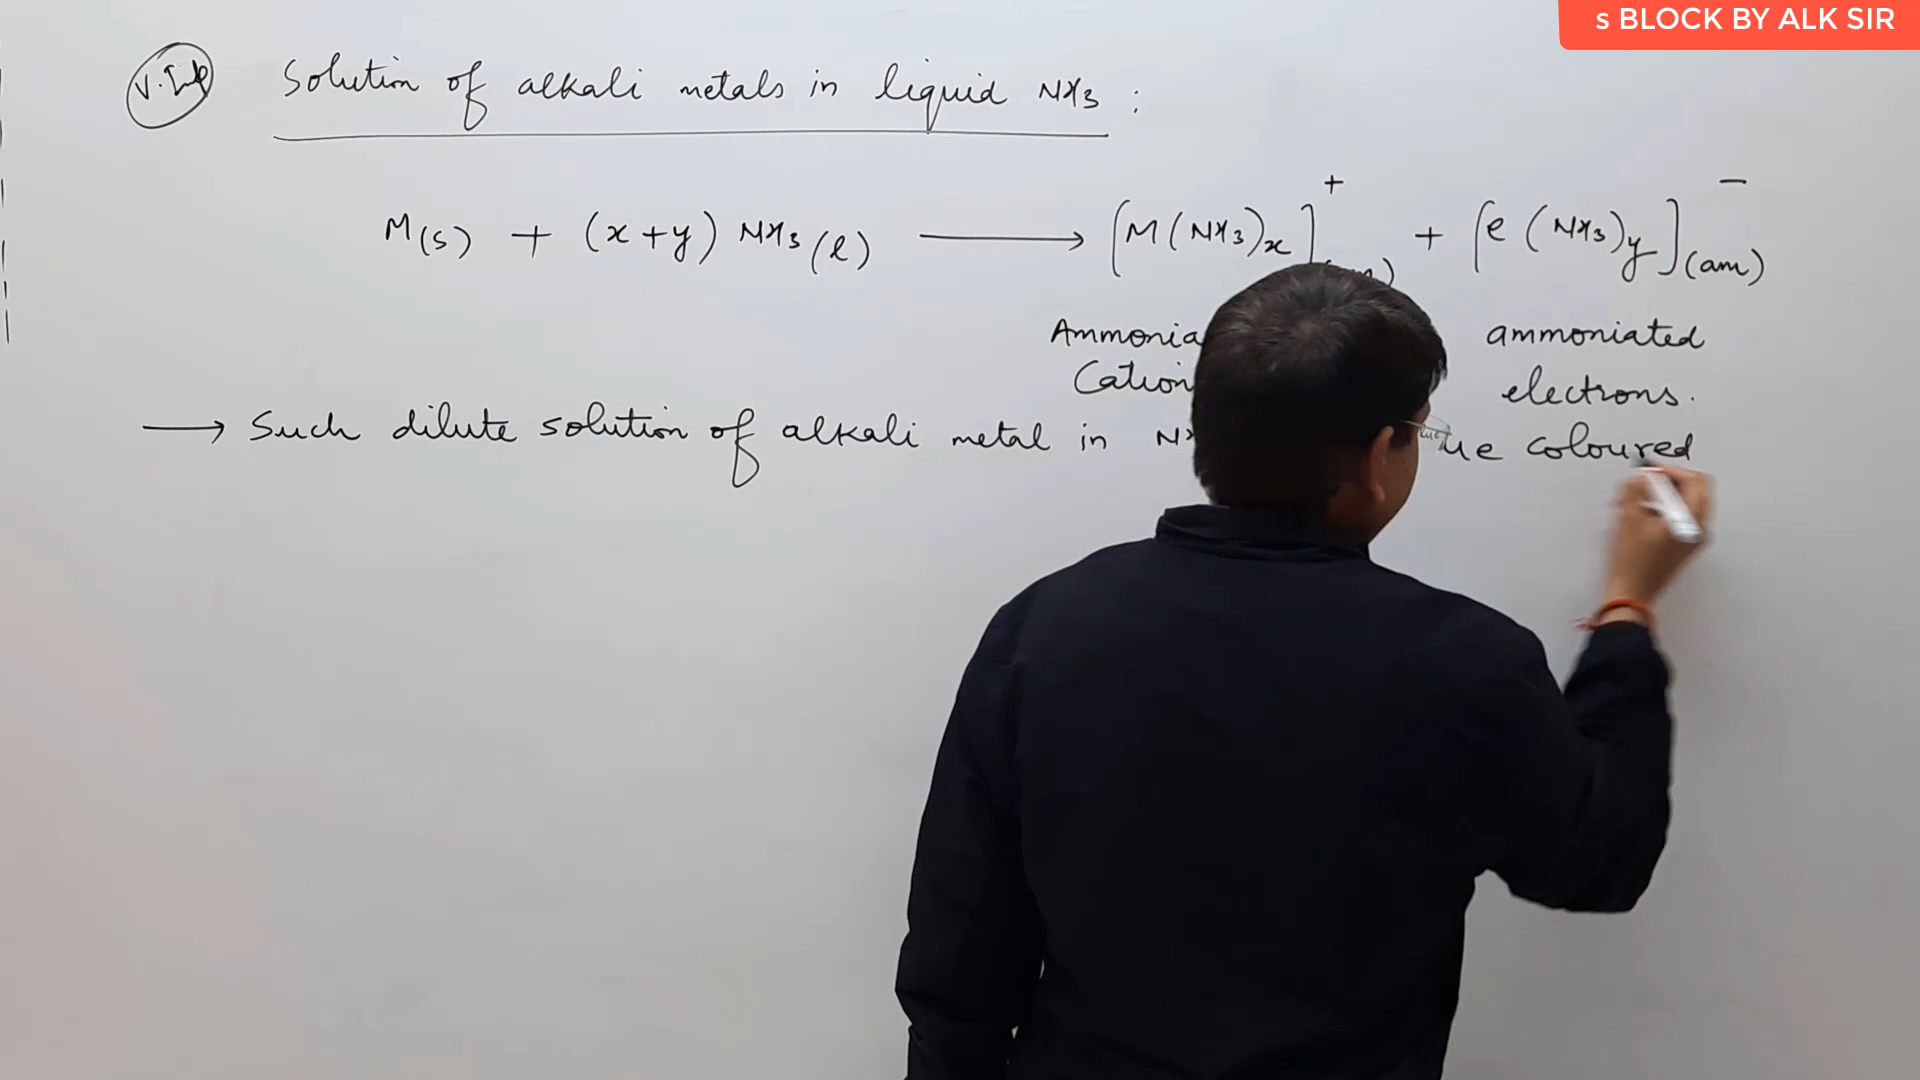 s BLOCK BY ALK SIR
V. Imp Solution of alkali metals in liquid NH3 :
M(s) + (x+y) NH3 (l) ⟶ [M(NH3)x]+ + [e(NH3)y]-(am)
ammoniated
Cation electrons.
→ Such dilute solution of alkali metal in coloured